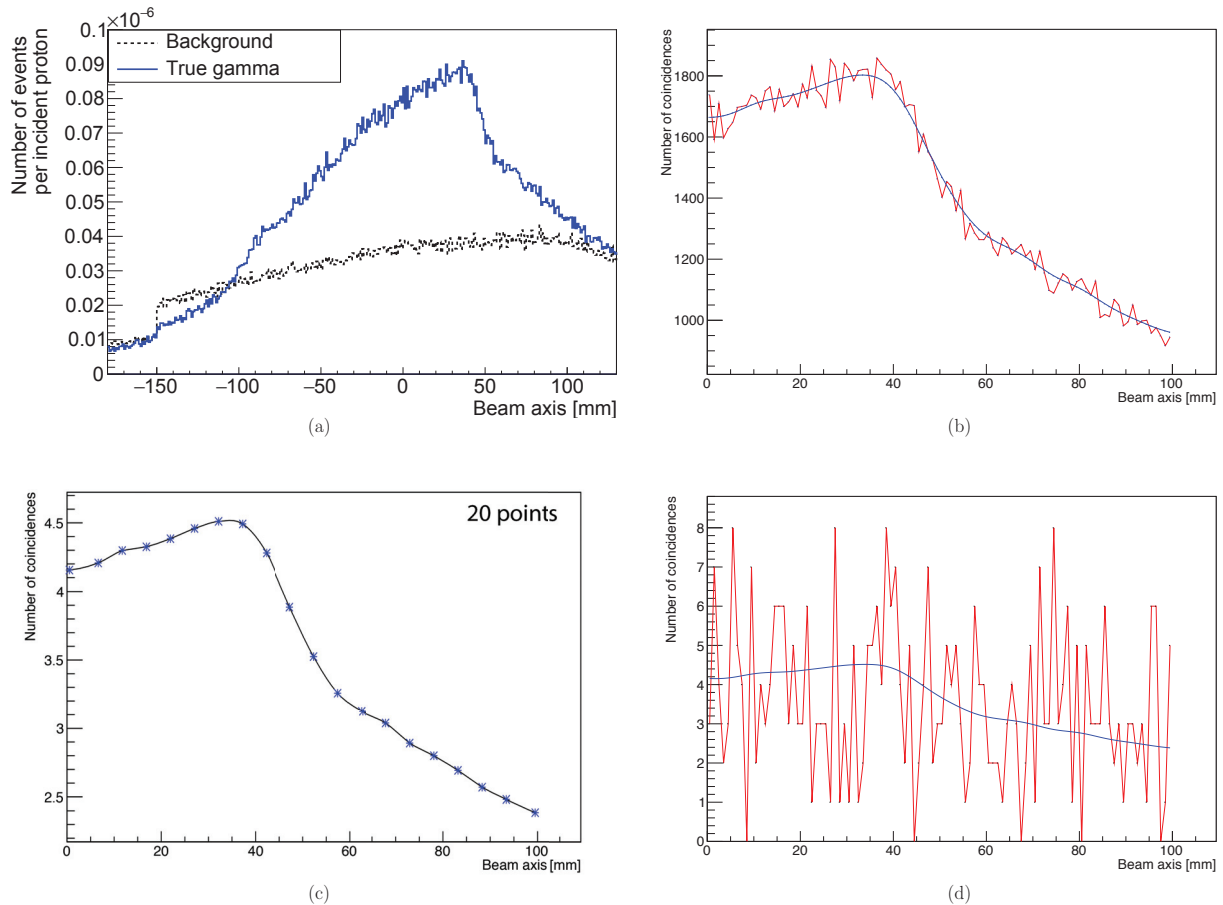 ×10⁻⁶
Number of events
per incident proton
0.1
0.09
0.08
0.07
0.06
0.05
0.04
0.03
0.02
0.01
0
Background
True gamma
−150 −100 −50 0 50 100
Beam axis [mm]
(a)
Number of coincidences
1800
1600
1400
1200
1000
0 20 40 60 80 100
Beam axis [mm]
(b)
Number of coincidences
4.5
4
3.5
3
2.5
20 points
0 20 40 60 80 100
Beam axis [mm]
(c)
Number of coincidences
8
7
6
5
4
3
2
1
0
0 20 40 60 80 100
Beam axis [mm]
(d)